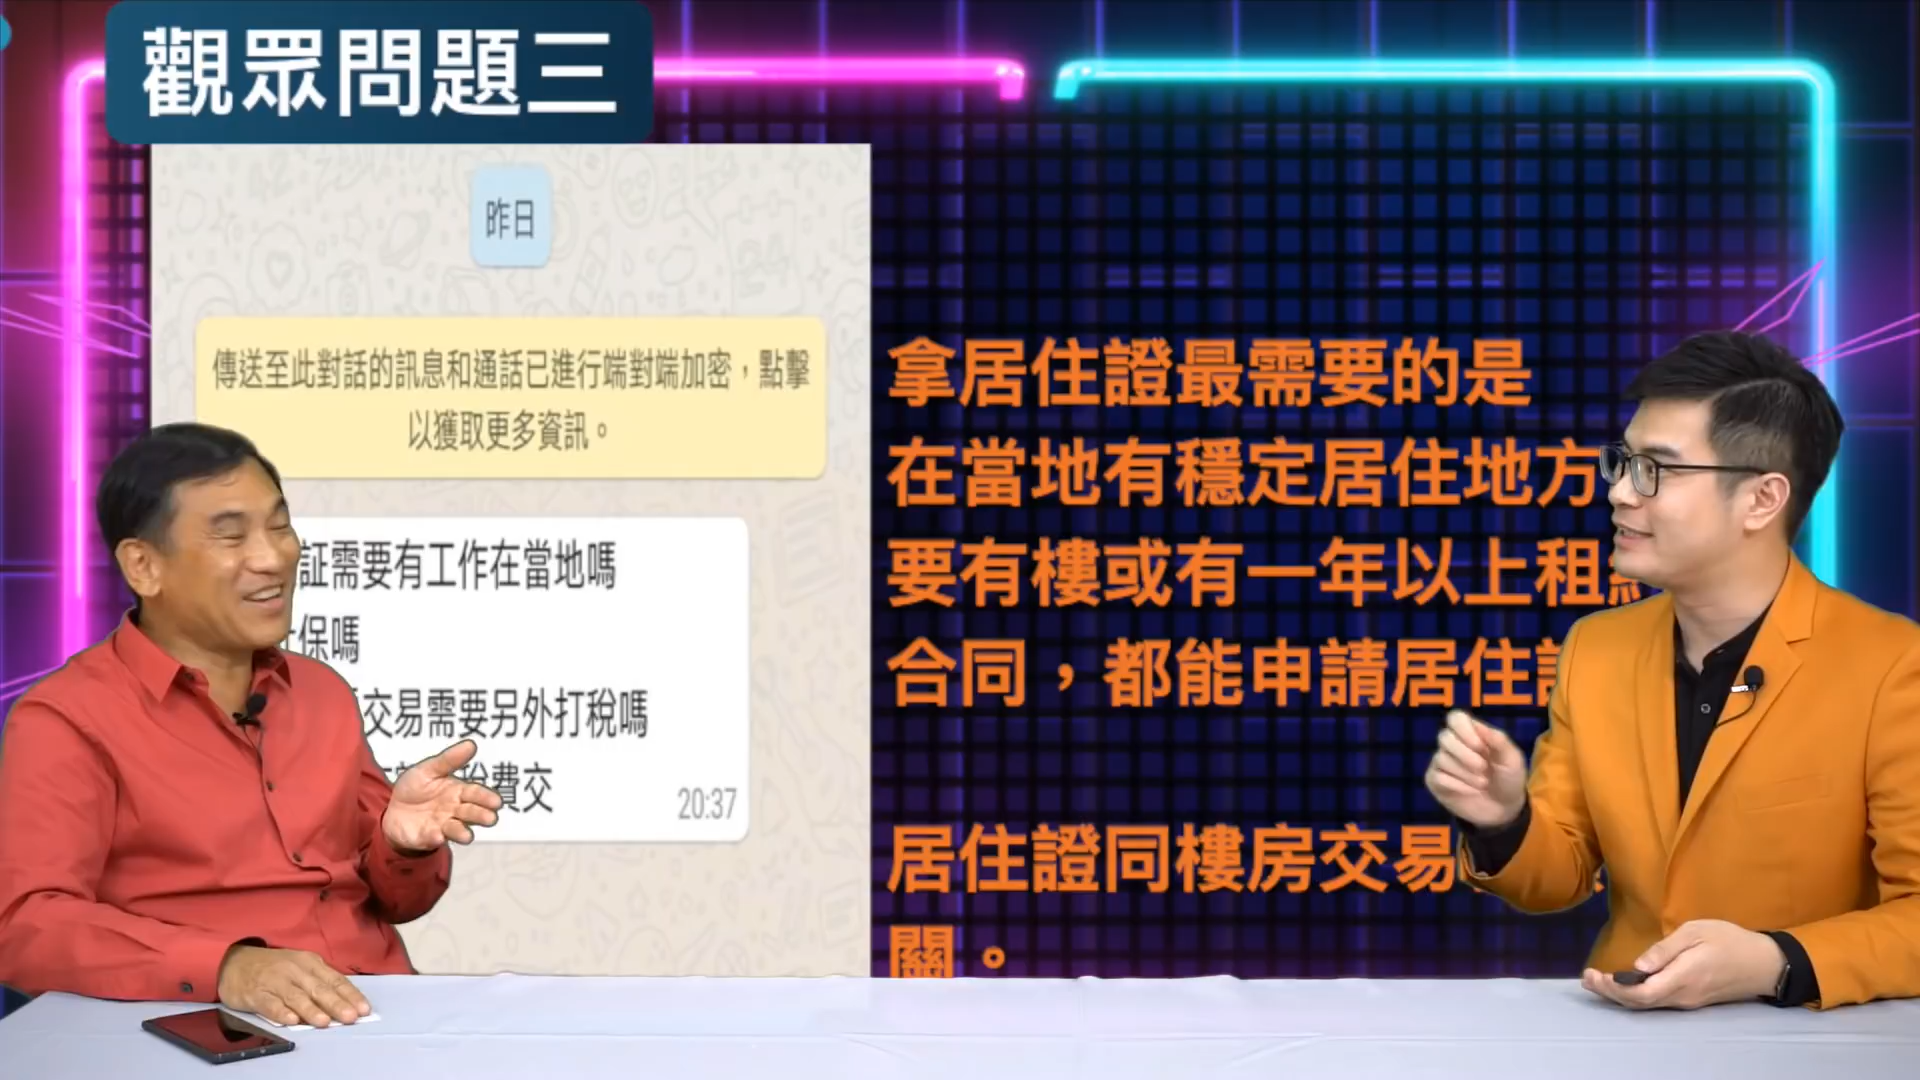 觀眾問題三
昨日
傳送至此對話的訊息和通話已進行端對端加密，點擊
以獲取更多資訊。
証需要有工作在當地嗎
保嗎
交易需要另外打稅嗎
稅費交
20:37
拿居住證最需要的是
在當地有穩定居住地方
要有樓或有一年以上租
合同，都能申請居住
居住證同樓房交易
關。